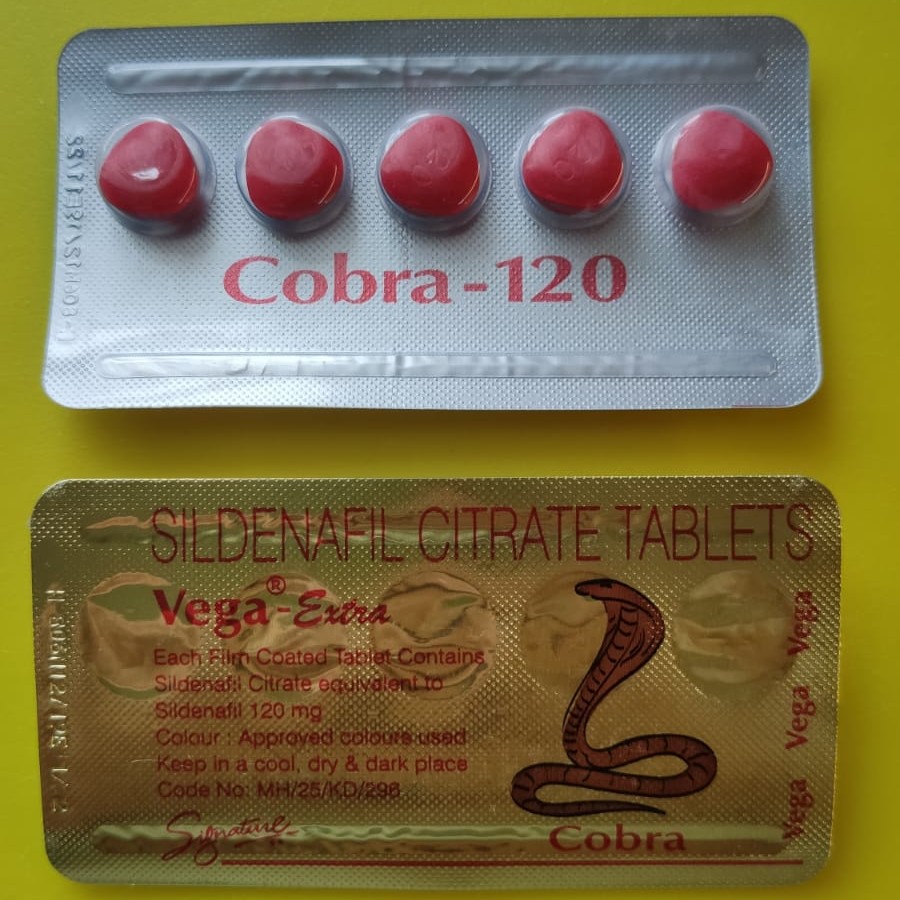 Cobra-120
SILDENAFIL CITRATE TABLETS
Vega®-Extra
Each Film Coated Tablet Contains
Sildenafil Citrate equivalent to
Sildenafil 120 mg
Colour : Approved colours used
Keep in a cool, dry & dark place
Code No: MH/25/KD/296
Signature
Cobra
Vega Vega Vega